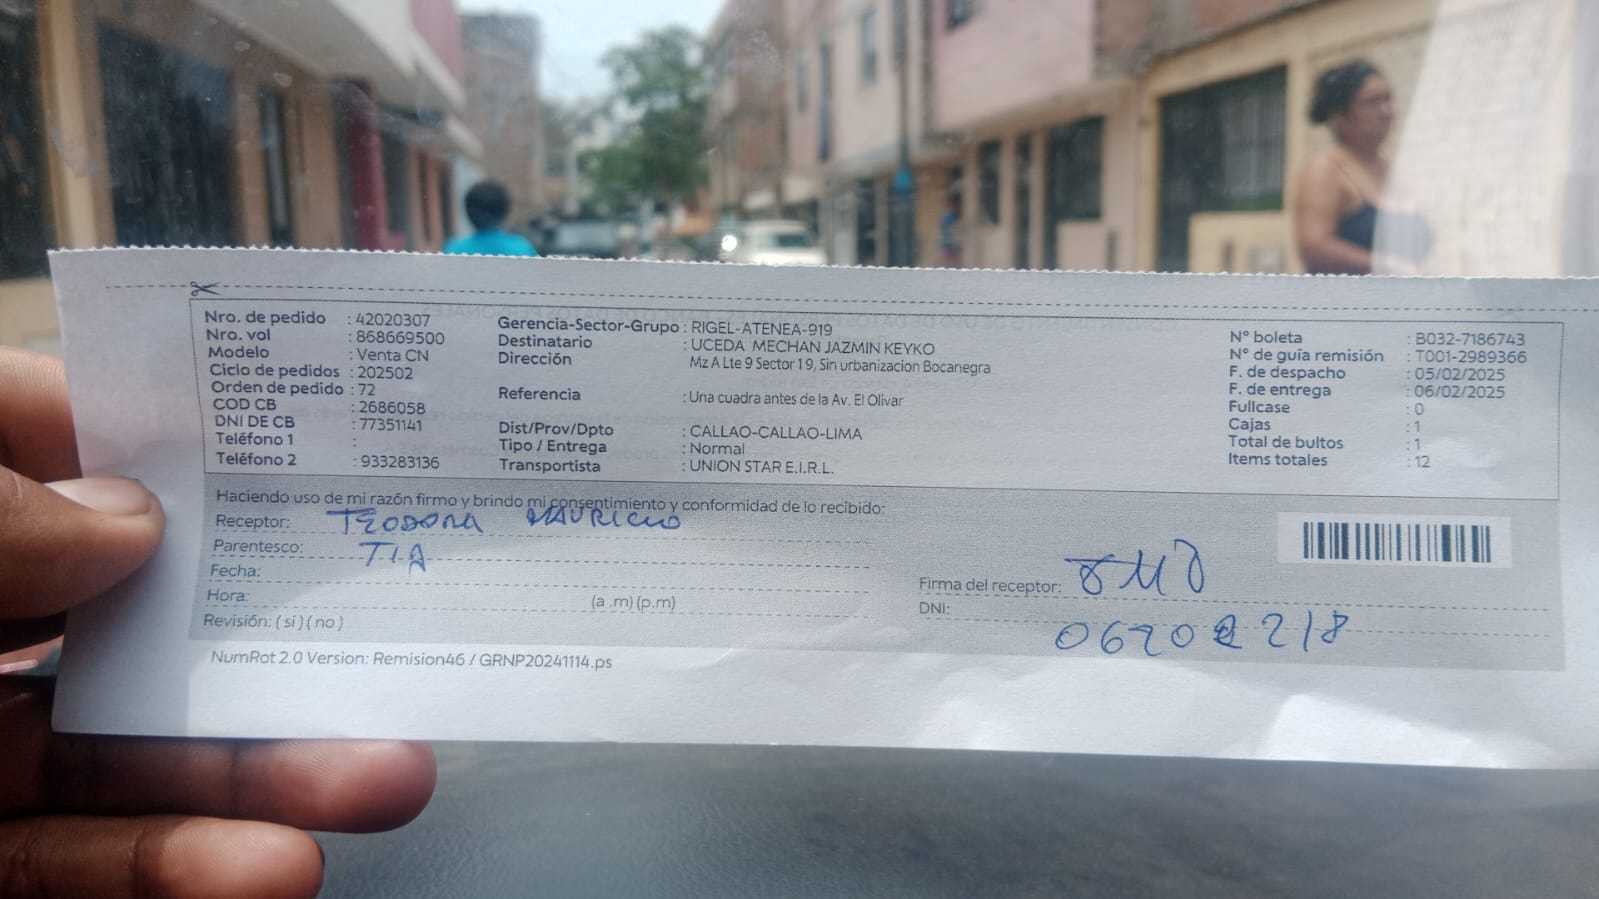 Nro. de pedido : 42020307
Nro. vol : 868669500
Modelo : Venta CN
Ciclo de pedidos : 202502
Orden de pedido : 72
COD CB : 2686058
DNI DE CB : 77351141
Teléfono 1 :
Teléfono 2 : 933283136
Gerencia-Sector-Grupo : RIGEL-ATENEA-919
Destinatario : UCEDA MECHAN JAZMIN KEYKO
Dirección Mz A Lte 9 Sector 1 9, Sin urbanizacion Bocanegra
Referencia : Una cuadra antes de la Av. El Olivar
Dist/Prov/Dpto : CALLAO-CALLAO-LIMA
Tipo / Entrega : Normal
Transportista : UNION STAR E.I.R.L.
N° boleta : B032-7186743
N° de guía remisión : T001-2989366
F. de despacho : 05/02/2025
F. de entrega : 06/02/2025
Fullcase : 0
Cajas : 1
Total de bultos : 1
Items totales : 12
Haciendo uso de mi razón firmo y brindo mi consentimiento y conformidad de lo recibido:
Receptor: TEODORA MAURICIO
Parentesco: TIA
Fecha:
Hora: (a .m) (p.m)
Revisión: ( si ) ( no )
Firma del receptor:
DNI:
NumRot 2.0 Version: Remision46 / GRNP20241114.ps